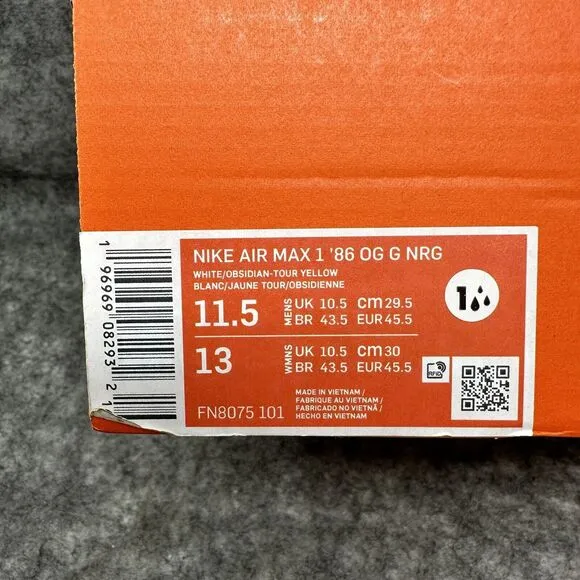 NIKE AIR MAX 1 '86 OG G NRG
WHITE/OBSIDIAN-TOUR YELLOW
BLANC/JAUNE TOUR/OBSIDIENNE
11.5 MENS UK 10.5 CM 29.5
BR 43.5 EUR 45.5
13 WMNS UK 10.5 CM 30
BR 43.5 EUR 45.5
FN8075 101
MADE IN VIETNAM /
FABRIQUE AU VIETNAM /
FABRICADO NO VIETNÃ /
HECHO EN VIETNAM
1 96969 08293 2
1
RFID